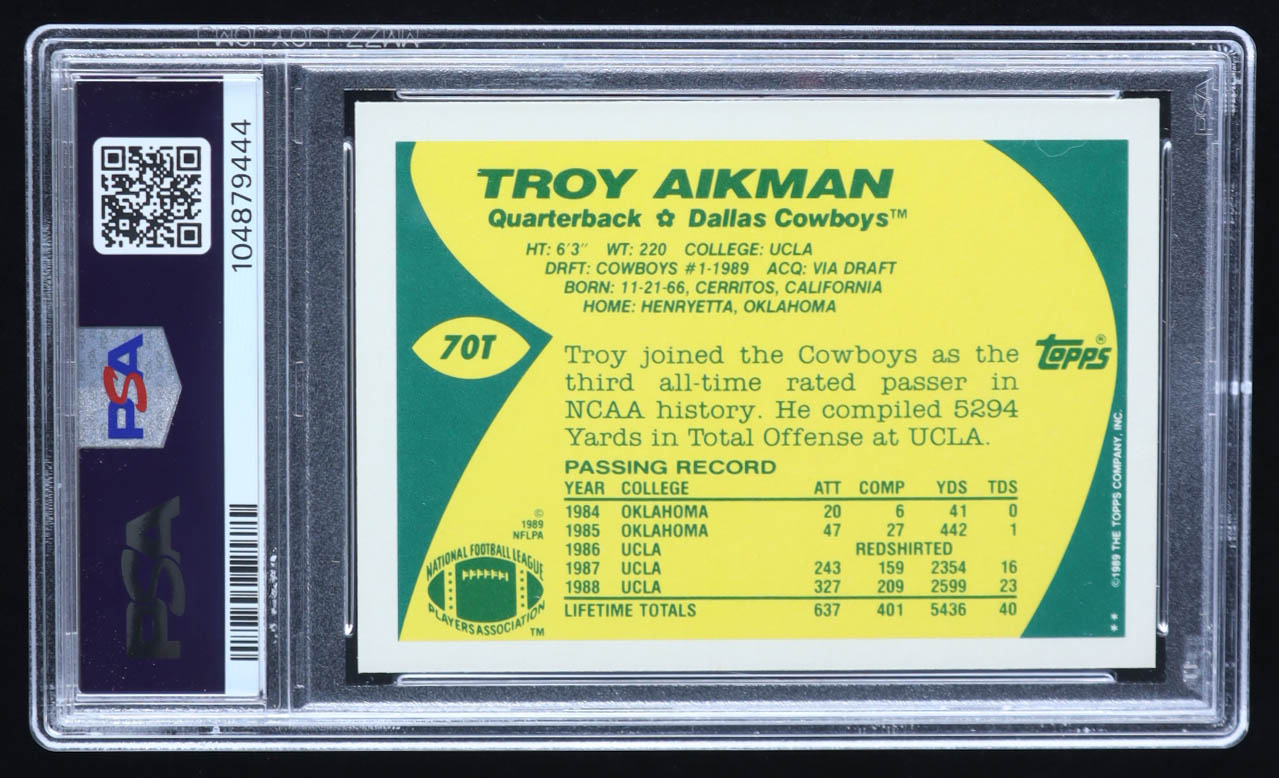 104879444
PSA
PSA
PSA
TROY AIKMAN
Quarterback ✿ Dallas Cowboys™
HT: 6'3" WT: 220 COLLEGE: UCLA
DRFT: COWBOYS #1-1989 ACQ: VIA DRAFT
BORN: 11-21-66, CERRITOS, CALIFORNIA
HOME: HENRYETTA, OKLAHOMA
70T
Troy joined the Cowboys as the
third all-time rated passer in
NCAA history. He compiled 5294
Yards in Total Offense at UCLA.
TOPPS®
PASSING RECORD
YEAR COLLEGE ATT COMP YDS TDS
1984 OKLAHOMA 20 6 41 0
1985 OKLAHOMA 47 27 442 1
1986 UCLA REDSHIRTED
1987 UCLA 243 159 2354 16
1988 UCLA 327 209 2599 23
LIFETIME TOTALS 637 401 5436 40
©
1989
NFLPA
NATIONAL FOOTBALL LEAGUE
PLAYERS ASSOCIATION
TM
©1989 THE TOPPS COMPANY, INC.
**